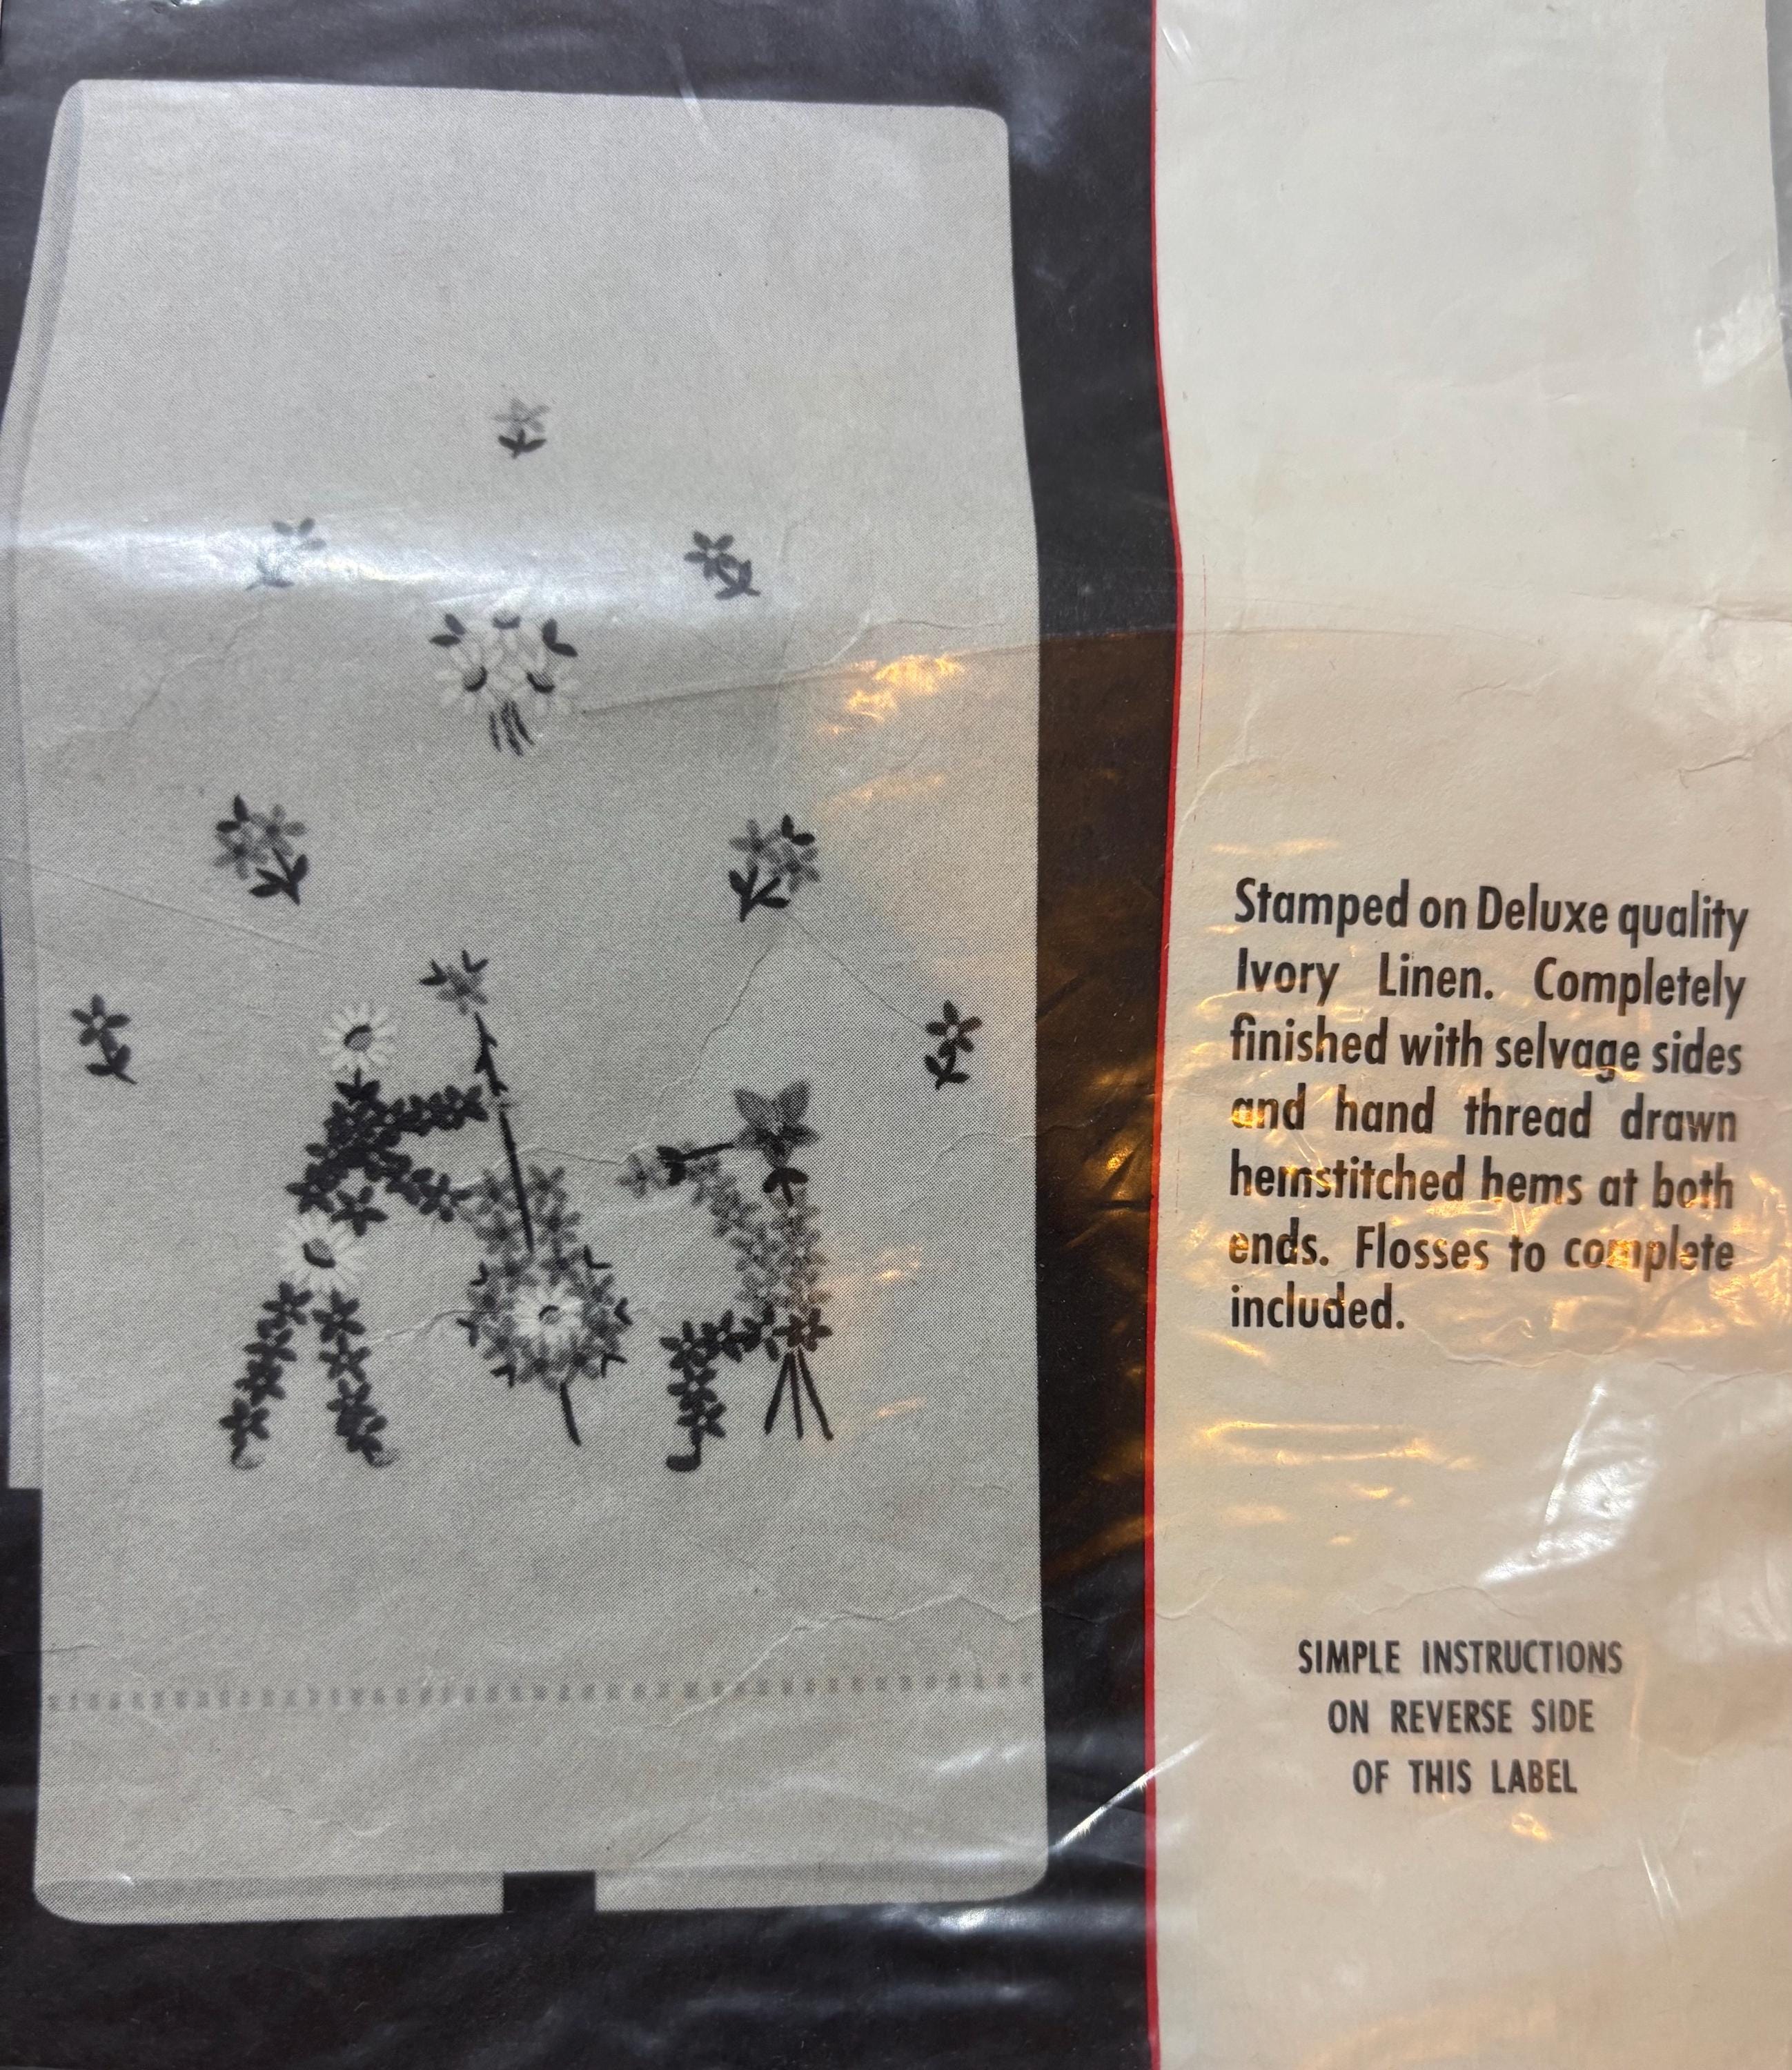 Stamped on Deluxe quality
Ivory Linen. Completely
finished with selvage sides
and hand thread drawn
hemstitched hems at both
ends. Flosses to complete
included.
SIMPLE INSTRUCTIONS
ON REVERSE SIDE
OF THIS LABEL